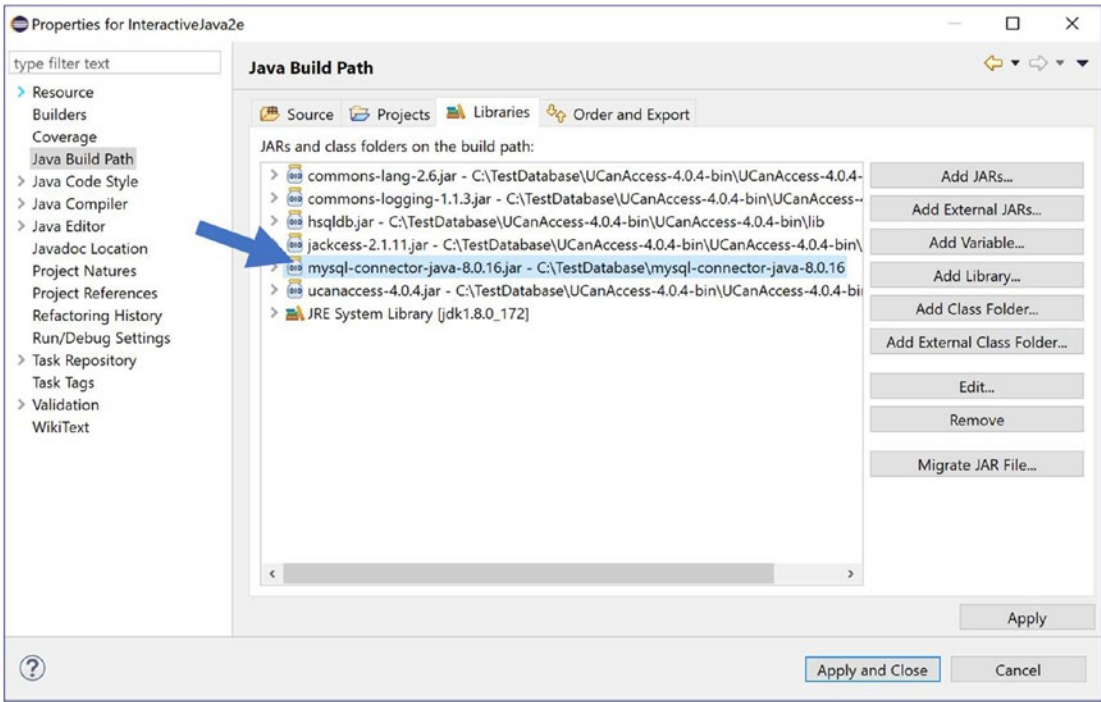 Properties for InteractiveJava2e
type filter text
Resource
Builders
Coverage
Java Build Path
Java Code Style
Java Compiler
Java Editor
Javadoc Location
Project Natures
Project References
Refactoring History
Run/Debug Settings
Task Repository
Task Tags
Validation
WikiText
Java Build Path
Source Projects Libraries Order and Export
JARs and class folders on the build path:
commons-lang-2.6.jar - C:\TestDatabase\UCanAccess-4.0.4-bin\UCanAccess-4.0.4-
commons-logging-1.1.3.jar - C:\TestDatabase\UCanAccess-4.0.4-bin\UCanAccess-
hsqldb.jar - C:\TestDatabase\UCanAccess-4.0.4-bin\UCanAccess-4.0.4-bin\lib
jackcess-2.1.11.jar - C:\TestDatabase\UCanAccess-4.0.4-bin\UCanAccess-4.0.4-bin\
mysql-connector-java-8.0.16.jar - C:\TestDatabase\mysql-connector-java-8.0.16
ucanaccess-4.0.4.jar - C:\TestDatabase\UCanAccess-4.0.4-bin\UCanAccess-4.0.4-bi
JRE System Library [jdk1.8.0_172]
Add JARs...
Add External JARs...
Add Variable...
Add Library...
Add Class Folder...
Add External Class Folder...
Edit...
Remove
Migrate JAR File...
Apply
Apply and Close Cancel